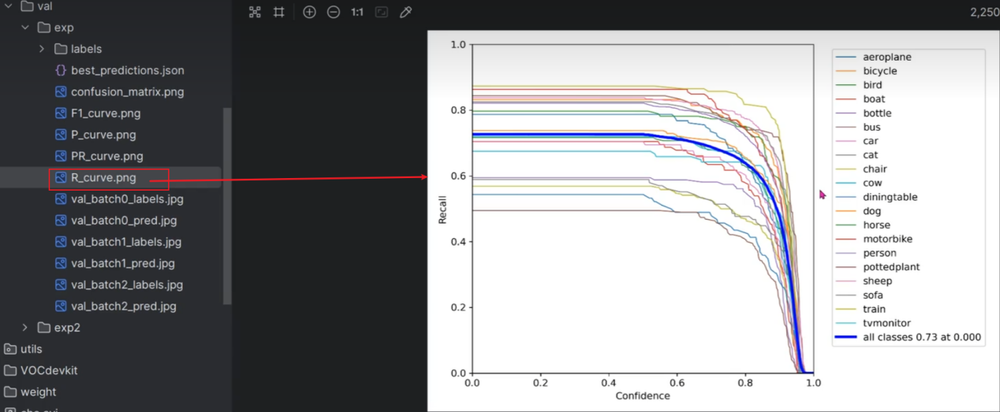 val
exp
labels
best_predictions.json
confusion_matrix.png
F1_curve.png
P_curve.png
PR_curve.png
R_curve.png
val_batch0_labels.jpg
val_batch0_pred.jpg
val_batch1_labels.jpg
val_batch1_pred.jpg
val_batch2_labels.jpg
val_batch2_pred.jpg
exp2
utils
VOCdevkit
weight
1:1
2,250
1.0
0.8
0.6
0.4
0.2
0.0
Recall
0.0 0.2 0.4 0.6 0.8 1.0
Confidence
aeroplane
bicycle
bird
boat
bottle
bus
car
cat
chair
cow
diningtable
dog
horse
motorbike
person
pottedplant
sheep
sofa
train
tvmonitor
all classes 0.73 at 0.000